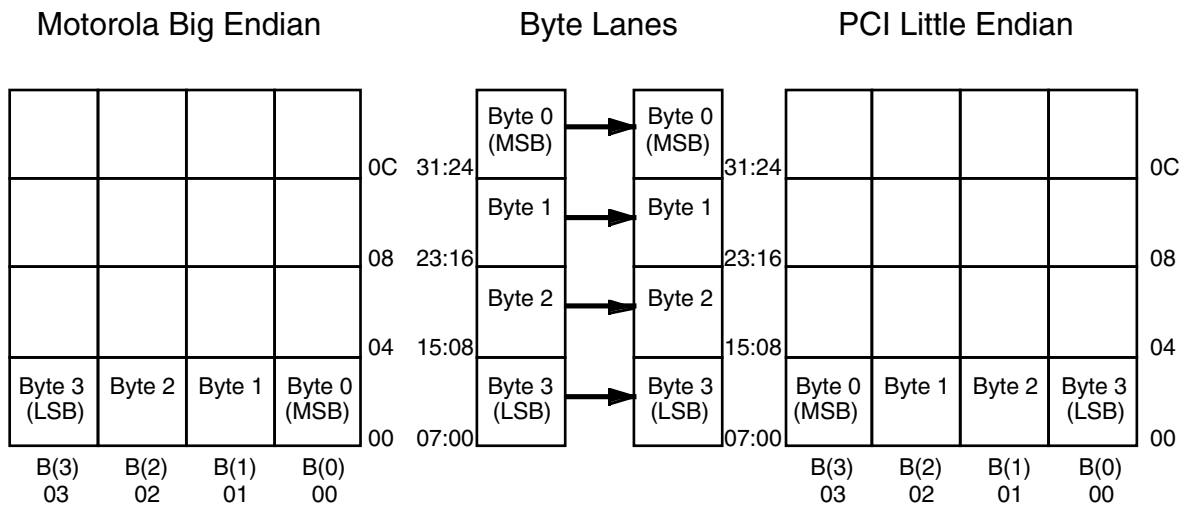 Motorola Big Endian
Byte Lanes
PCI Little Endian
0C
08
04
00
Byte 3
(LSB)
Byte 2
Byte 1
Byte 0
(MSB)
B(3)
03
B(2)
02
B(1)
01
B(0)
00
31:24
23:16
15:08
07:00
Byte 0
(MSB)
Byte 1
Byte 2
Byte 3
(LSB)
Byte 0
(MSB)
Byte 1
Byte 2
Byte 3
(LSB)
31:24
23:16
15:08
07:00
0C
08
04
00
Byte 0
(MSB)
Byte 1
Byte 2
Byte 3
(LSB)
B(3)
03
B(2)
02
B(1)
01
B(0)
00